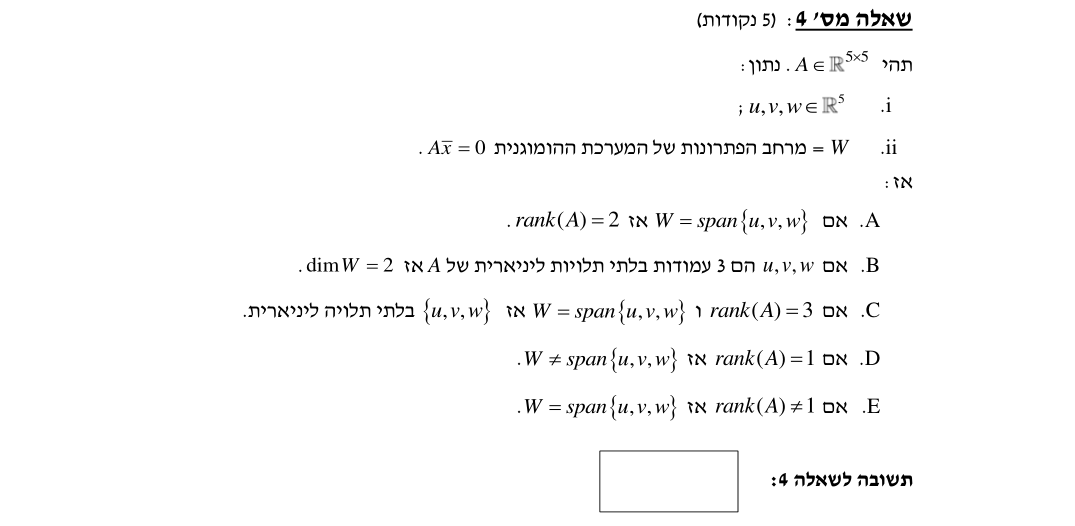 שאלה מס׳ 4 : (5 נקודות)
תהי A ∈ ℝ^{5×5} . נתון :
i. u, v, w ∈ ℝ^5 ;
ii. W = מרחב הפתרונות של המערכת ההומוגנית A\overline{x} = 0 .
אז :
A. אם W = span{u, v, w} אז rank(A) = 2 .
B. אם u, v, w הם 3 עמודות בלתי תלויות ליניארית של A אז dim W = 2 .
C. אם rank(A) = 3 ו W = span{u, v, w} אז {u, v, w} בלתי תלויה ליניארית.
D. אם rank(A) = 1 אז W ≠ span{u, v, w} .
E. אם rank(A) ≠ 1 אז W = span{u, v, w} .
תשובה לשאלה 4: